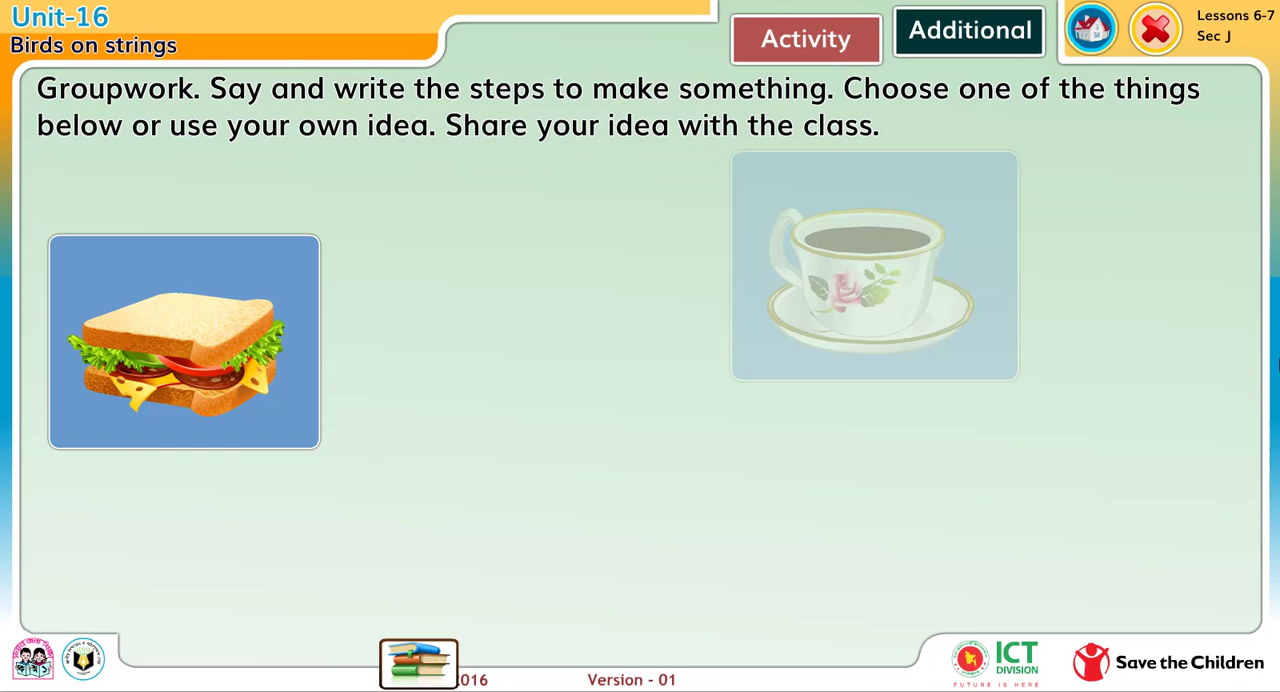 Unit-16
Birds on strings
Activity
Additional
Lessons 6-7
Sec J
Groupwork. Say and write the steps to make something. Choose one of the things
below or use your own idea. Share your idea with the class.
016
Version - 01
ICT
DIVISION
FUTURE IS HERE
Save the Children